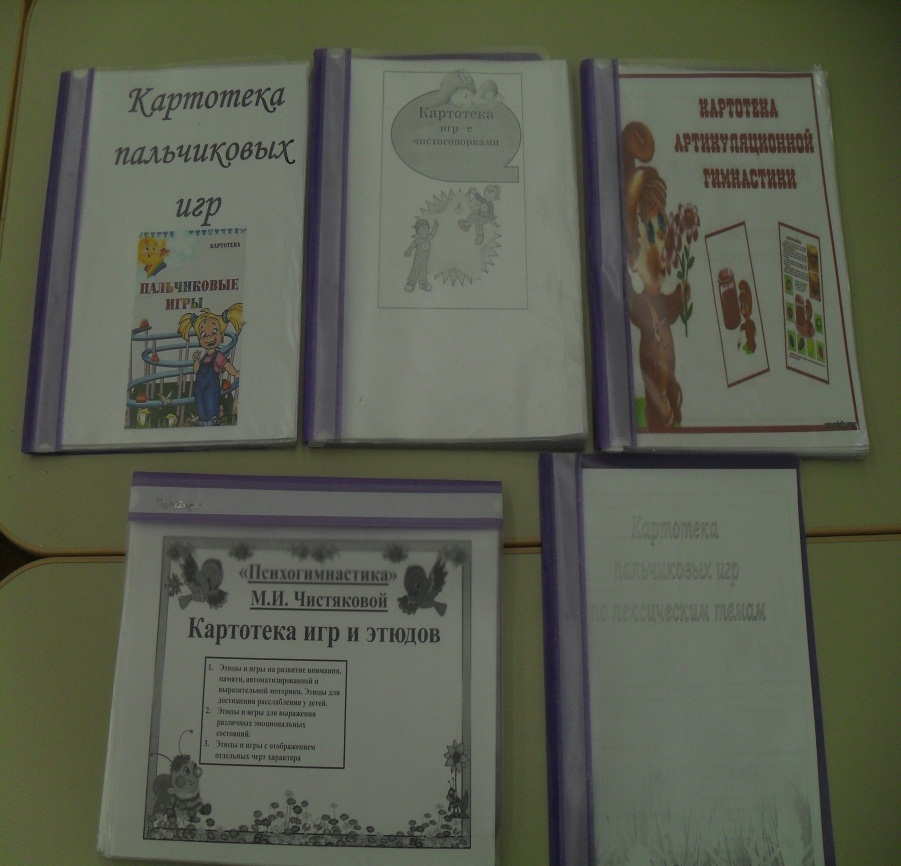 Картотека
пальчиковых
игр
КАРТОТЕКА
ПАЛЬЧИКОВЫЕ
ИГРЫ
Картотека
игр с
чистоговорками
КАРТОТЕКА
АРТИКУЛЯЦИОННОЙ
ГИМНАСТИКИ
«Психогимнастика»
М.И. Чистяковой
Картотека игр и этюдов
1. Этюды и игры на развитие внимания,
памяти, автоматизированной и
выразительной моторики. Этюды для
достижения расслабления у детей.
2. Этюды и игры для выражения
различных эмоциональных
состояний.
3. Этюды и игры с отображением
отдельных черт характера
Картотека
пальчиковых игр
по лексическим темам